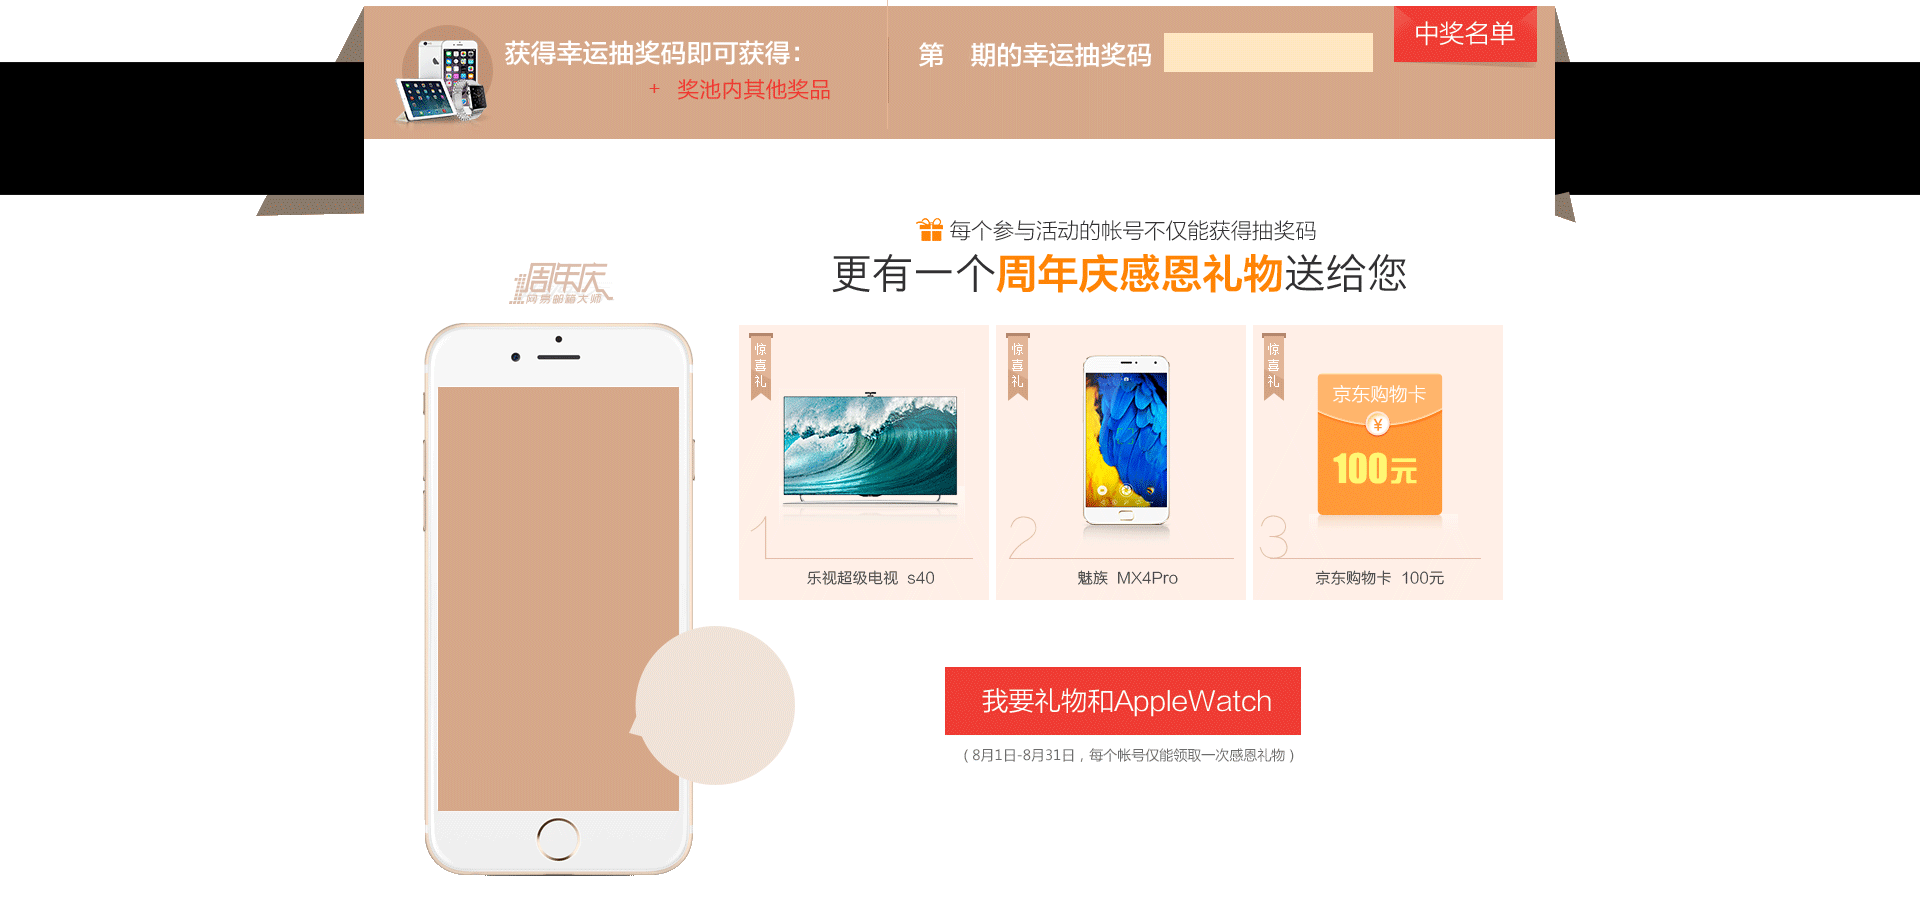 获得幸运抽奖码即可获得：
+ 奖池内其他奖品
第 期的幸运抽奖码
中奖名单
每个参与活动的帐号不仅能获得抽奖码
更有一个周年庆感恩礼物送给您
1周年庆
网易邮箱大师
惊喜礼
1
乐视超级电视 s40
惊喜礼
2
魅族 MX4Pro
惊喜礼
京东购物卡
¥
100元
3
京东购物卡 100元
我要礼物和AppleWatch
（8月1日-8月31日，每个帐号仅能领取一次感恩礼物）